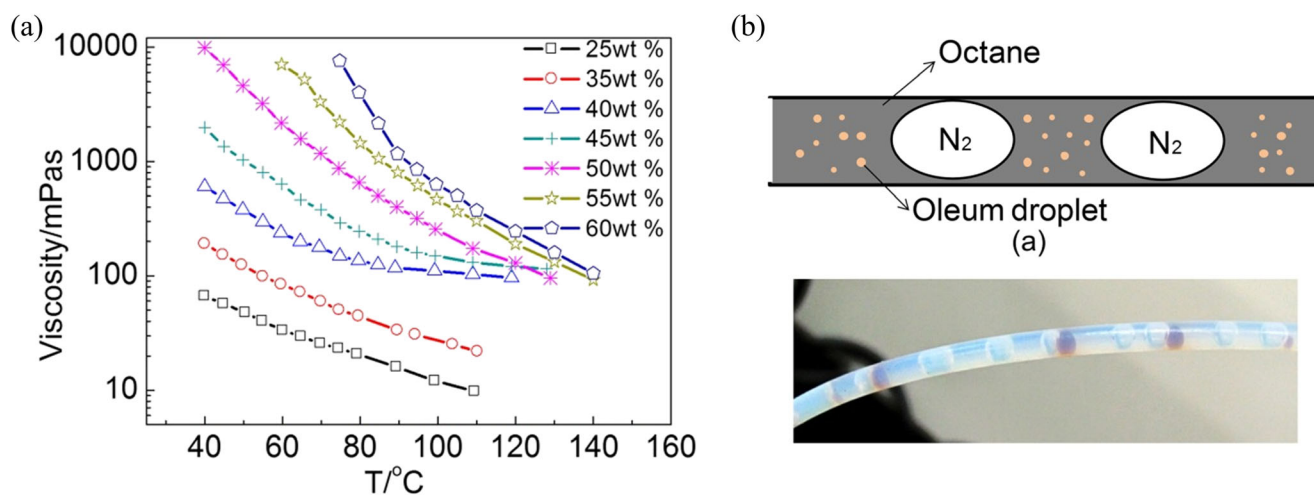 (a)
10000
1000
100
10
Viscosity/mPas
25wt %
35wt %
40wt %
45wt %
50wt %
55wt %
60wt %
40 60 80 100 120 140 160
T/°C
(b)
Octane
N₂ N₂
Oleum droplet
(a)